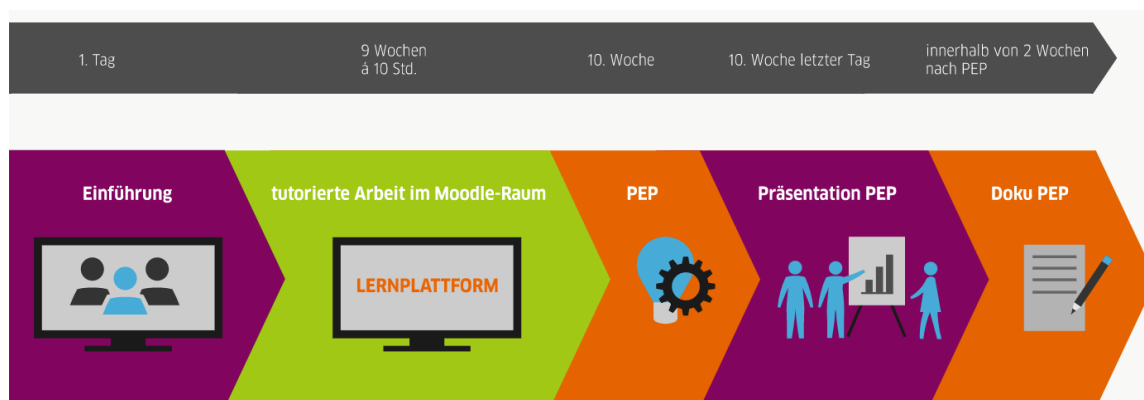 1. Tag
9 Wochen
á 10 Std.
10. Woche
10. Woche letzter Tag
innerhalb von 2 Wochen
nach PEP
Einführung
tutorierte Arbeit im Moodle-Raum
PEP
Präsentation PEP
Doku PEP
LERNPLATTFORM